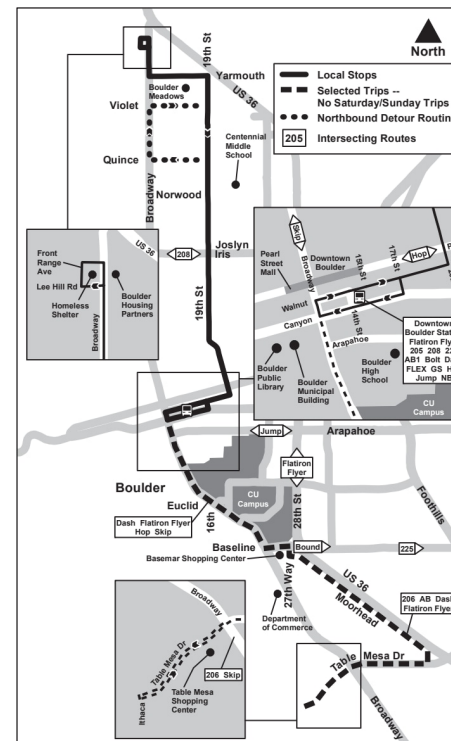 North
Local Stops
Selected Trips --
No Saturday/Sunday Trips
Northbound Detour Routin
205 Intersecting Routes
19th St
US 36
Yarmouth
Boulder
Meadows
Violet
Quince
Broadway
Norwood
Centennial
Middle
School
US 36
208
Joslyn
Iris
19th St
Front
Range
Ave
Lee Hill Rd
Homeless
Shelter
Broadway
Boulder
Housing
Partners
Skip
Broadway
Pearl
Street
Mall
Downtown
Boulder
15th St
17th St
Hop
Walnut
Canyon
14th St
Arapahoe
Downtown
Boulder Stat
Flatiron Fly
205 208 2
AB1 Bolt Da
FLEX GS H
Jump NB
Boulder
High
School
CU
Campus
Boulder
Public
Library
Boulder
Municipal
Building
Jump
Arapahoe
Flatiron
Flyer
Boulder
Euclid
16th
CU
Campus
28th St
Foothills
Dash Flatiron Flyer
Hop Skip
Baseline
Bound
225
Basemar Shopping Center
27th Way
US 36
Moorhead
206 AB Das
Flatiron Flye
Department
of Commerce
Table Mesa Dr
Broadway
Broadway
Table Mesa Dr
206 Skip
Table Mesa
Shopping
Center
Ithaca